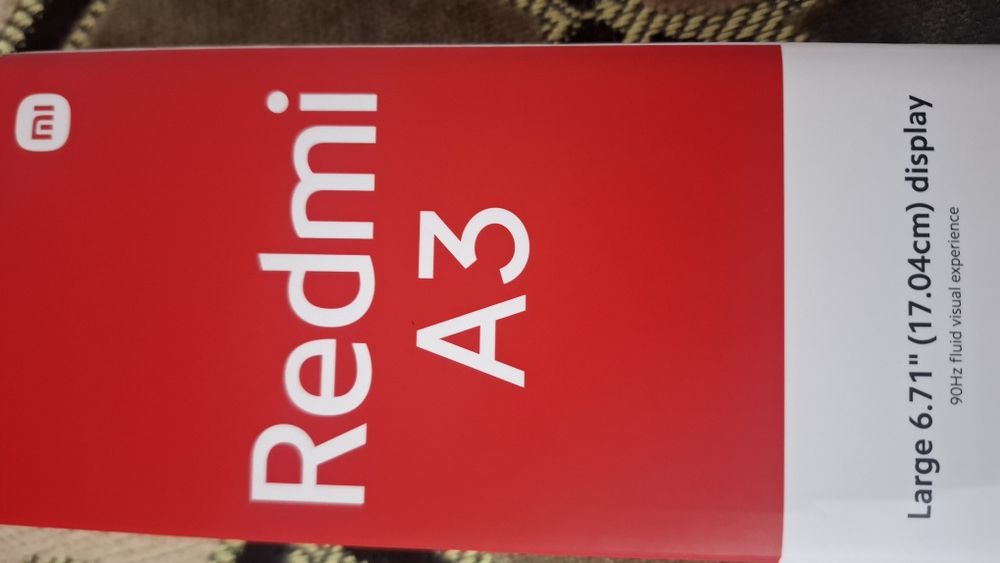 mi
Redmi
A3
Large 6.71" (17.04cm) display
90Hz fluid visual experience